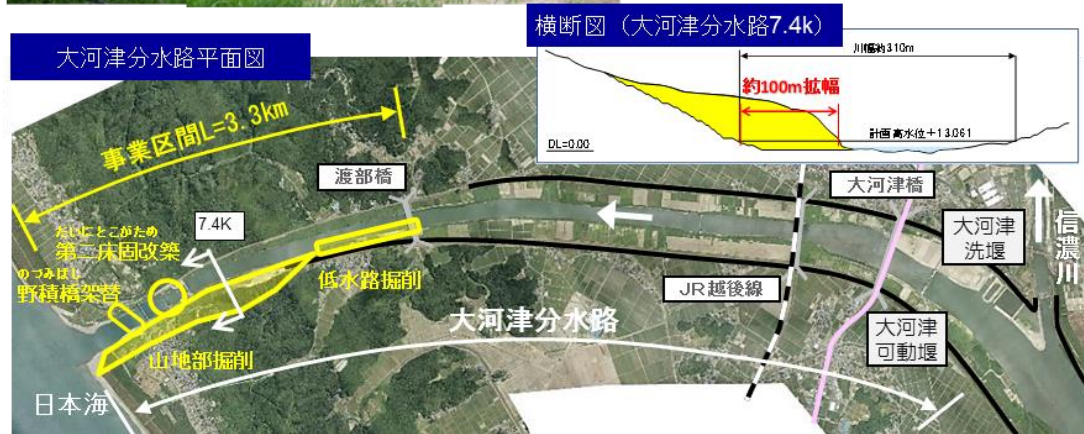 大河津分水路平面図
横断図（大河津分水路7.4k）
川幅約310m
約100m拡幅
計画高水位+13.061
DL=0.00
事業区間L=3.3km
渡部橋
大河津橋
7.4K
だいにとこがため
第二床固改築
のづみばし
野積橋架替
低水路掘削
山地部掘削
JR越後線
大河津
洗堰
信濃川
大河津分水路
大河津
可動堰
日本海